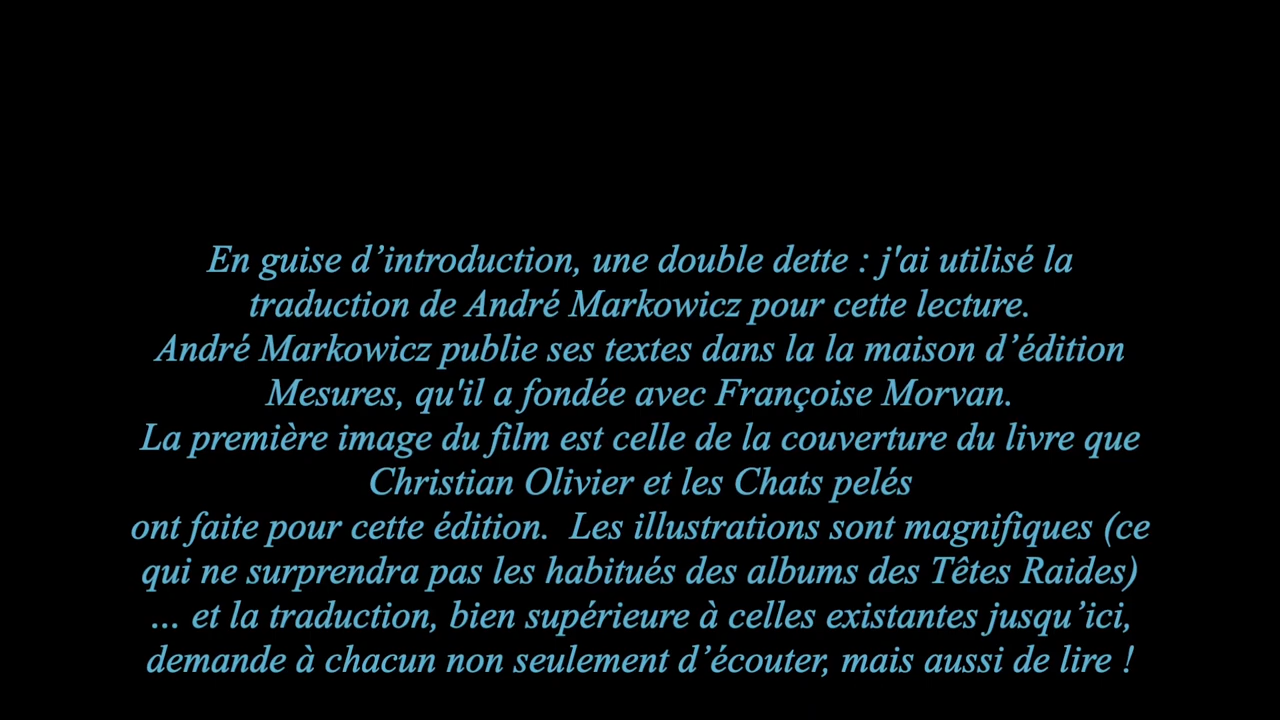 En guise d’introduction, une double dette : j'ai utilisé la
traduction de André Markowicz pour cette lecture.
André Markowicz publie ses textes dans la la maison d’édition
Mesures, qu'il a fondée avec Françoise Morvan.
La première image du film est celle de la couverture du livre que
Christian Olivier et les Chats pelés
ont faite pour cette édition.  Les illustrations sont magnifiques (ce
qui ne surprendra pas les habitués des albums des Têtes Raides)
... et la traduction, bien supérieure à celles existantes jusqu’ici,
demande à chacun non seulement d’écouter, mais aussi de lire !